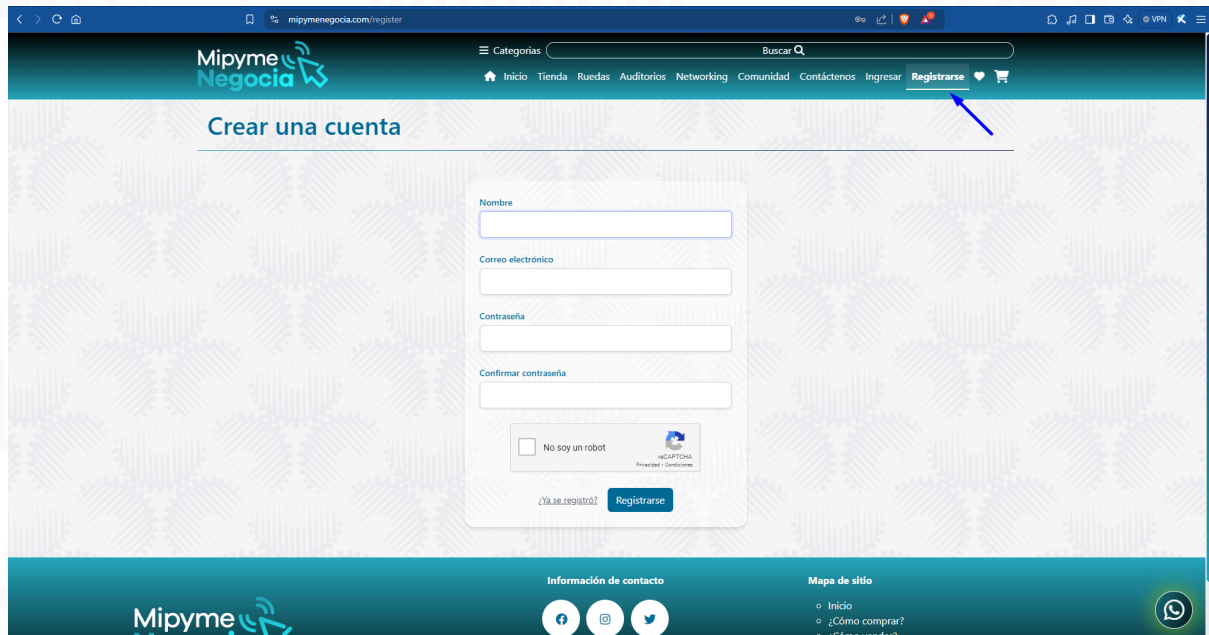 mipymenegocia.com/register
VPN
Mipyme
Negocia
Categorias
Buscar
Inicio Tienda Ruedas Auditorios Networking Comunidad Contáctenos Ingresar Registrarse
Crear una cuenta
Nombre
Correo electrónico
Contraseña
Confirmar contraseña
No soy un robot
reCAPTCHA
Privacidad - Condiciones
¿Ya se registró? Registrarse
Información de contacto
Mapa de sitio
Mipyme
Inicio
¿Cómo comprar?